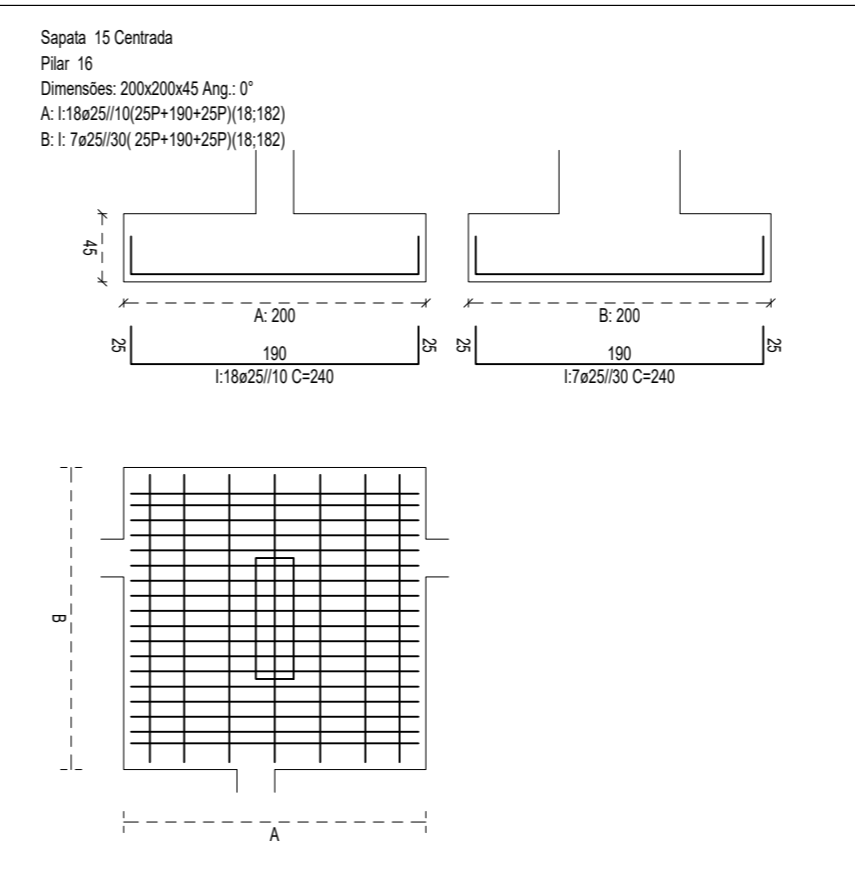 Sapata 15 Centrada
Pilar 16
Dimensões: 200x200x45 Ang.: 0°
A: I:18ø25//10(25P+190+25P)(18;182)
B: I: 7ø25//30( 25P+190+25P)(18;182)
45
A: 200
B: 200
25
190
25
25
190
25
I:18ø25//10 C=240
I:7ø25//30 C=240
B
A